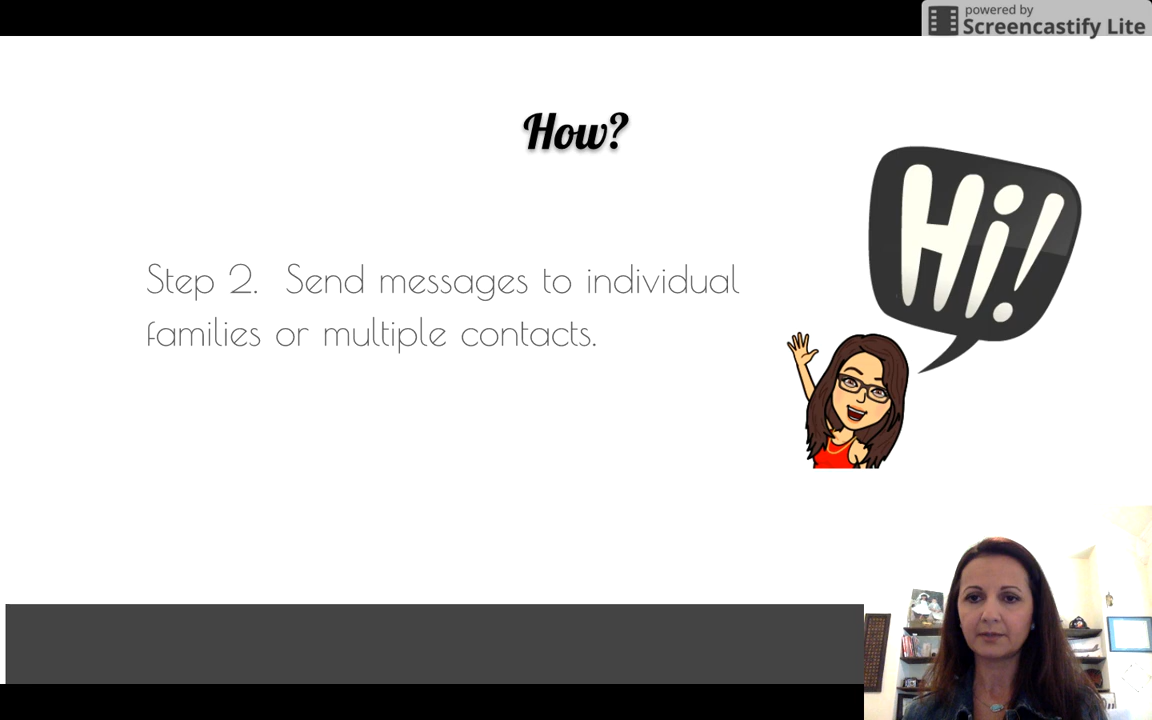 powered by
Screencastify Lite
How?
Hi!
Step 2. Send messages to individual
families or multiple contacts.